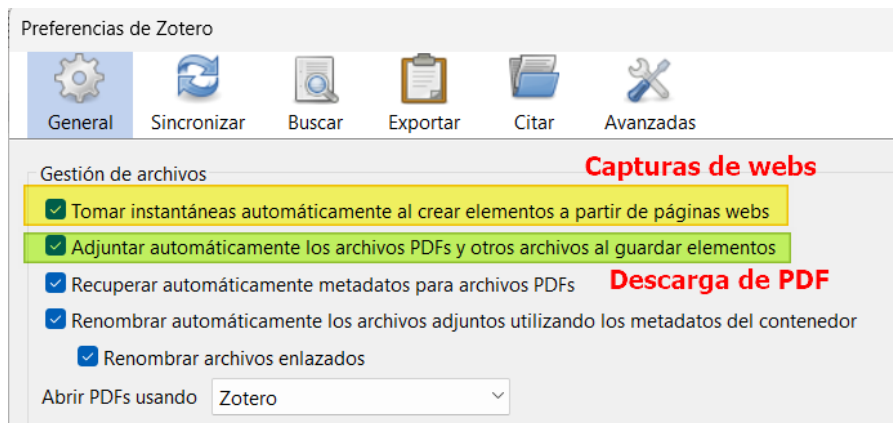 Preferencias de Zotero
General Sincronizar Buscar Exportar Citar Avanzadas
Gestión de archivos
Capturas de webs
Tomar instantáneas automáticamente al crear elementos a partir de páginas webs
Adjuntar automáticamente los archivos PDFs y otros archivos al guardar elementos
Recuperar automáticamente metadatos para archivos PDFs
Descarga de PDF
Renombrar automáticamente los archivos adjuntos utilizando los metadatos del contenedor
Renombrar archivos enlazados
Abrir PDFs usando Zotero